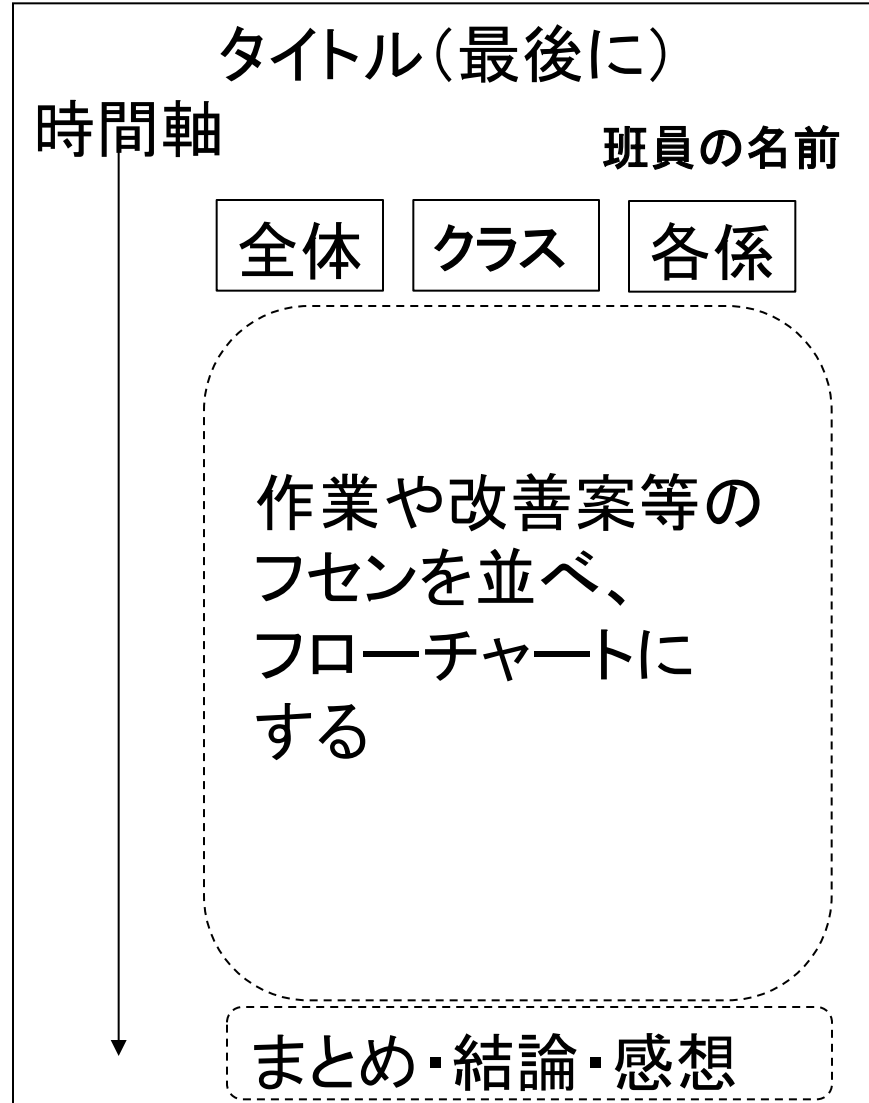 タイトル(最後に)
時間軸
班員の名前
全体 クラス 各係
作業や改善案等の
フセンを並べ、
フローチャートに
する
まとめ・結論・感想